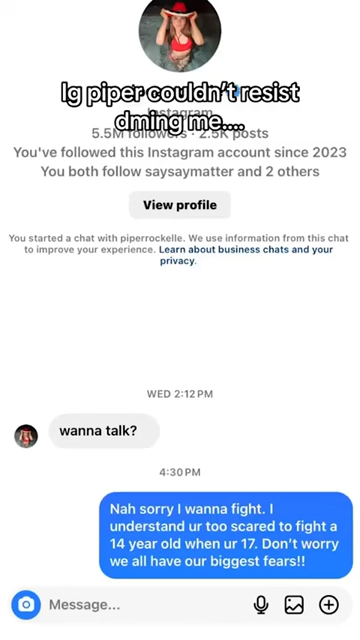 Ig piper couldn't resist
dming me....
Instagram
5.5M followers · 2.5K posts
You've followed this Instagram account since 2023
You both follow saysaymatter and 2 others
View profile
You started a chat with piperrockelle. We use information from this chat
to improve your experience. Learn about business chats and your
privacy.
WED 2:12 PM
wanna talk?
4:30 PM
Nah sorry I wanna fight. I
understand ur too scared to fight a
14 year old when ur 17. Don't worry
we all have our biggest fears!!
Message...